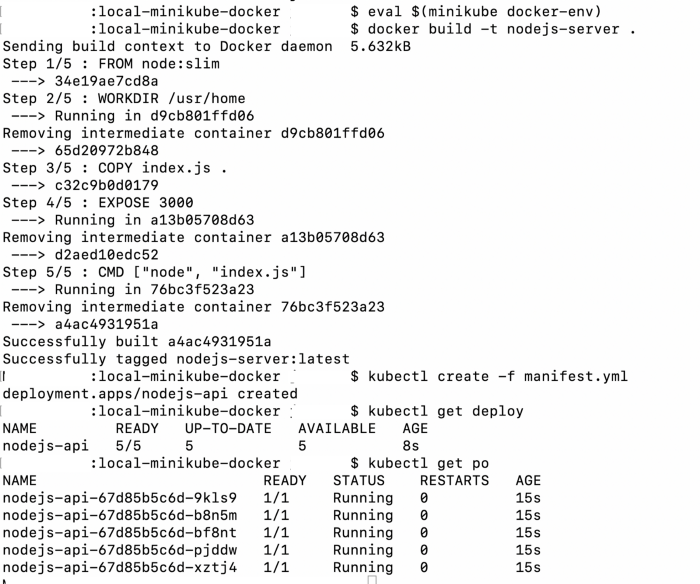 :local-minikube-docker $ eval $(minikube docker-env)
:local-minikube-docker $ docker build -t nodejs-server .
Sending build context to Docker daemon  5.632kB
Step 1/5 : FROM node:slim
 ---> 34e19ae7cd8a
Step 2/5 : WORKDIR /usr/home
 ---> Running in d9cb801ffd06
Removing intermediate container d9cb801ffd06
 ---> 65d20972b848
Step 3/5 : COPY index.js .
 ---> c32c9b0d0179
Step 4/5 : EXPOSE 3000
 ---> Running in a13b05708d63
Removing intermediate container a13b05708d63
 ---> d2aed10edc52
Step 5/5 : CMD ["node", "index.js"]
 ---> Running in 76bc3f523a23
Removing intermediate container 76bc3f523a23
 ---> a4ac4931951a
Successfully built a4ac4931951a
Successfully tagged nodejs-server:latest
:local-minikube-docker $ kubectl create -f manifest.yml
deployment.apps/nodejs-api created
:local-minikube-docker $ kubectl get deploy
NAME READY UP-TO-DATE AVAILABLE AGE
nodejs-api 5/5 5 5 8s
:local-minikube-docker $ kubectl get po
NAME READY STATUS RESTARTS AGE
nodejs-api-67d85b5c6d-9kls9 1/1 Running 0 15s
nodejs-api-67d85b5c6d-b8n5m 1/1 Running 0 15s
nodejs-api-67d85b5c6d-bf8nt 1/1 Running 0 15s
nodejs-api-67d85b5c6d-pjddw 1/1 Running 0 15s
nodejs-api-67d85b5c6d-xztj4 1/1 Running 0 15s